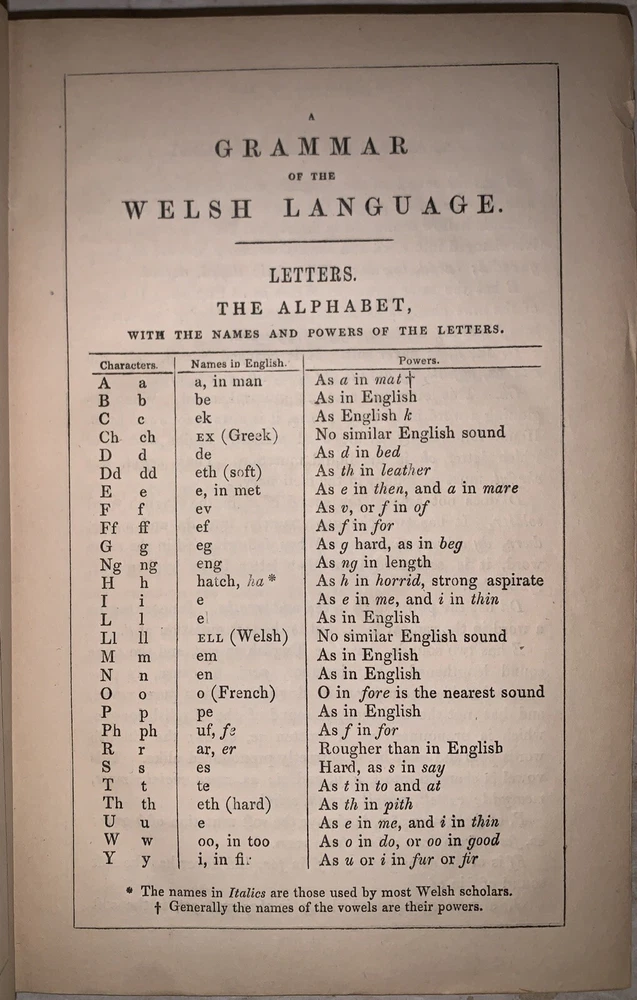 A
GRAMMAR
OF THE
WELSH LANGUAGE.
LETTERS.
THE ALPHABET,
WITH THE NAMES AND POWERS OF THE LETTERS.
Characters. Names in English. Powers.
A a a, in man As a in mat †
B b be As in English
C c ek As English k
Ch ch EX (Greek) No similar English sound
D d de As d in bed
Dd dd eth (soft) As th in leather
E e e, in met As e in then, and a in mare
F f ev As v, or f in of
Ff ff ef As f in for
G g eg As g hard, as in beg
Ng ng eng As ng in length
H h hatch, ha * As h in horrid, strong aspirate
I i e As e in me, and i in thin
L l el As in English
Ll ll ELL (Welsh) No similar English sound
M m em As in English
N n en As in English
O o o (French) O in fore is the nearest sound
P p pe As in English
Ph ph uf, fe As f in for
R r ar, er Rougher than in English
S s es Hard, as s in say
T t te As t in to and at
Th th eth (hard) As th in pith
U u e As e in me, and i in thin
W w oo, in too As o in do, or oo in good
Y y i, in As u or i in fur or fir
* The names in Italics are those used by most Welsh scholars.
† Generally the names of the vowels are their powers.